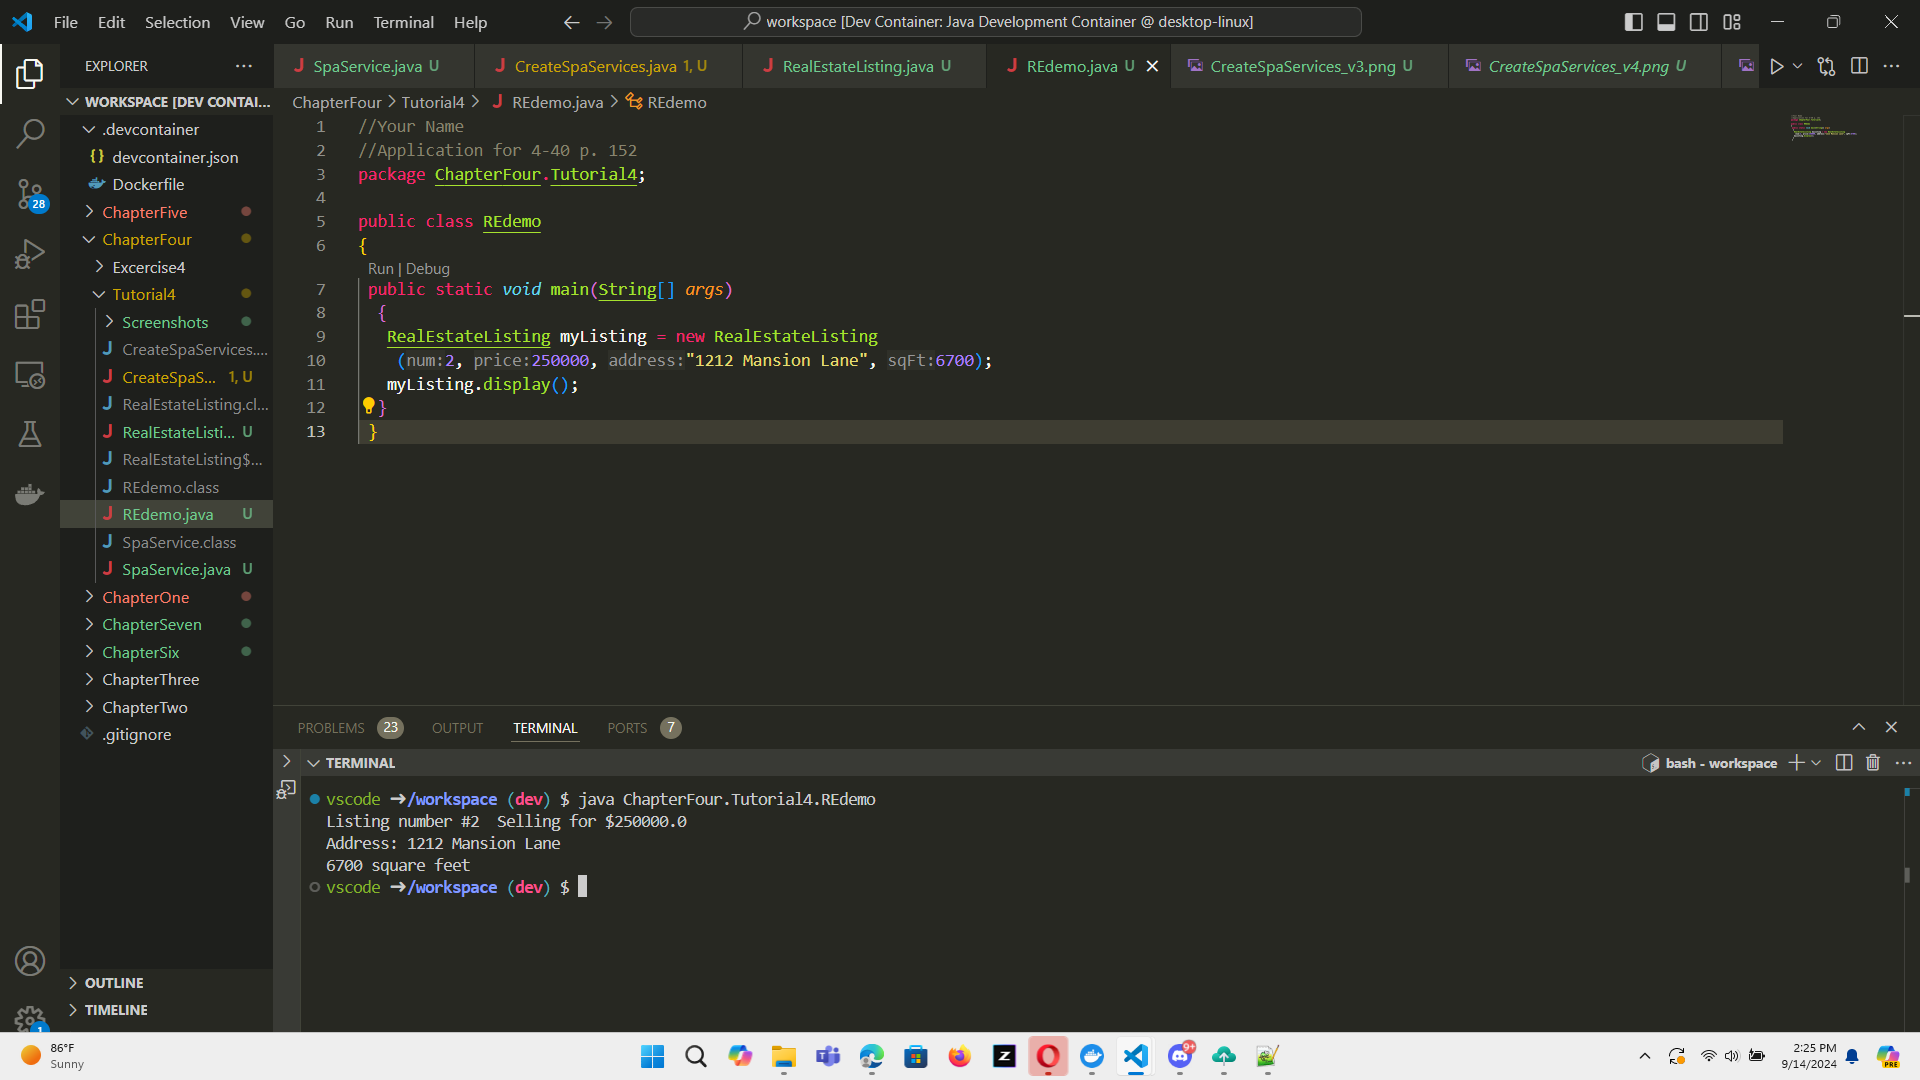 File Edit Selection View Go Run Terminal Help
workspace [Dev Container: Java Development Container @ desktop-linux]
EXPLORER
SpaService.java U
CreateSpaServices.java 1, U
RealEstateListing.java U
REdemo.java U
CreateSpaServices_v3.png U
CreateSpaServices_v4.png U
WORKSPACE [DEV CONTAI...
.devcontainer
devcontainer.json
Dockerfile
ChapterFive
ChapterFour
Excercise4
Tutorial4
Screenshots
CreateSpaServices....
CreateSpaS... 1, U
RealEstateListing.cl...
RealEstateListi... U
RealEstateListing$...
REdemo.class
REdemo.java U
SpaService.class
SpaService.java U
ChapterOne
ChapterSeven
ChapterSix
ChapterThree
ChapterTwo
.gitignore
OUTLINE
TIMELINE
28
1
ChapterFour > Tutorial4 > REdemo.java > REdemo
1 //Your Name
2 //Application for 4-40 p. 152
3 package ChapterFour.Tutorial4;
4
5 public class REdemo
6 {
Run | Debug
7 public static void main(String[] args)
8 {
9 RealEstateListing myListing = new RealEstateListing
10 (num:2, price:250000, address:"1212 Mansion Lane", sqFt:6700);
11 myListing.display();
12 }
13 }
PROBLEMS 23 OUTPUT TERMINAL PORTS 7
TERMINAL
bash - workspace
vscode ➜/workspace (dev) $ java ChapterFour.Tutorial4.REdemo
Listing number #2  Selling for $250000.0
Address: 1212 Mansion Lane
6700 square feet
vscode ➜/workspace (dev) $
86°F
Sunny
9+
2:25 PM
9/14/2024
PRE